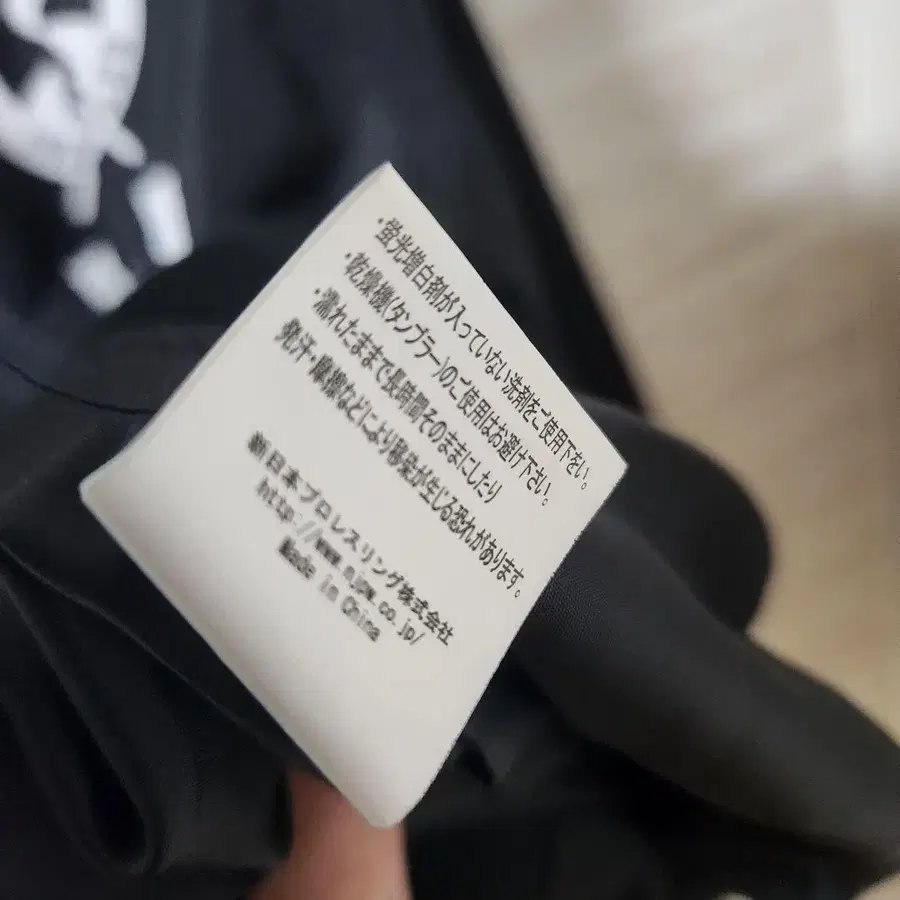 ・蛍光増白剤が入っていない洗剤をご使用下さい。
・乾燥機(タンブラー)のご使用はお避け下さい。
・濡れたままで長時間そのままにしたり
発汗・摩擦などにより移染が生じる恐れがあります。
新日本プロレスリング株式会社
http://www.njpw.co.jp/
Made in China